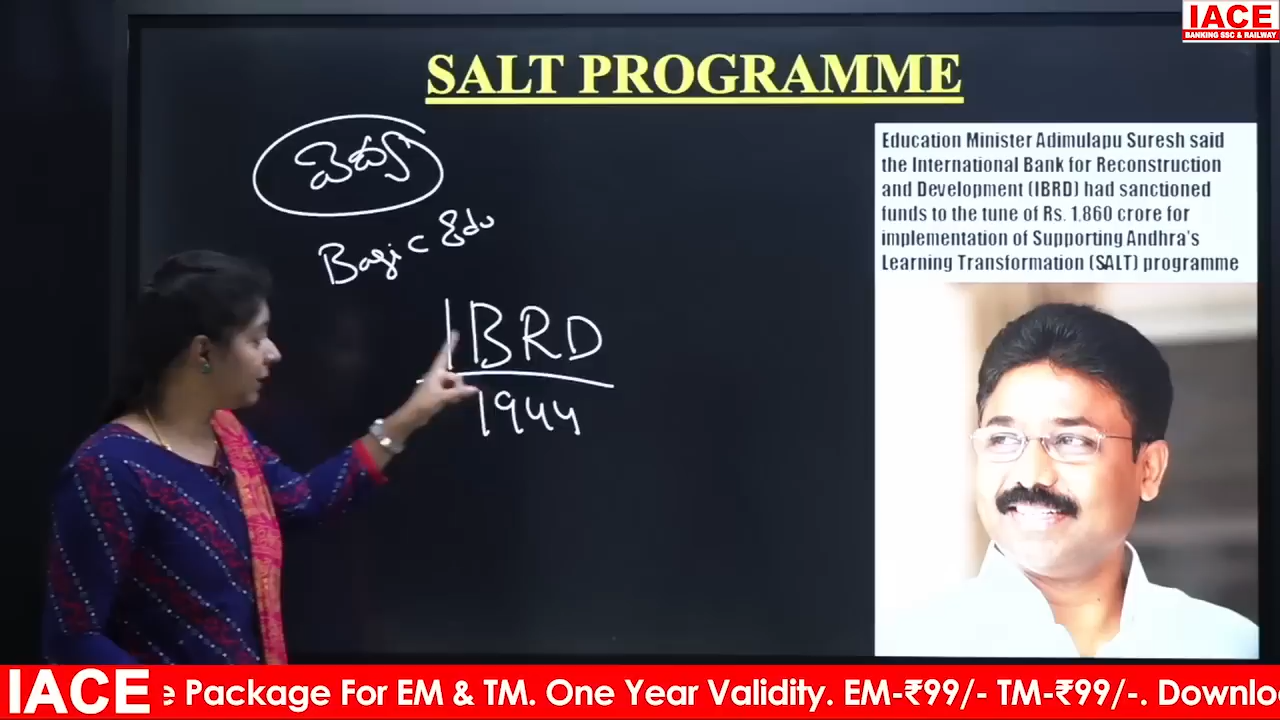 IACE
BANKING SSC & RAILWAY
SALT PROGRAMME
విద్య
Basic Edu
IBRD
1944
Education Minister Adimulapu Suresh said
the International Bank for Reconstruction
and Development (IBRD) had sanctioned
funds to the tune of Rs. 1,860 crore for
implementation of Supporting Andhra's
Learning Transformation (SALT) programme
IACE
e Package For EM & TM. One Year Validity. EM-₹99/- TM-₹99/-. Downlo